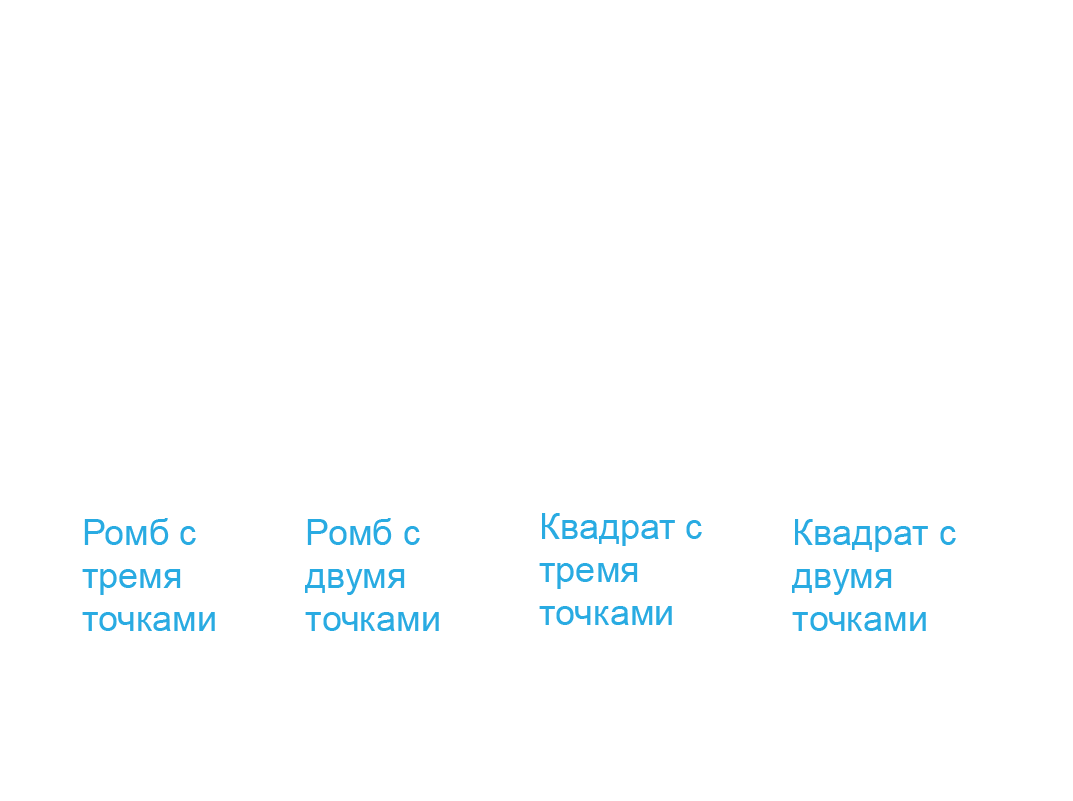 Ромб с
тремя
точками
Ромб с
двумя
точками
Квадрат с
тремя
точками
Квадрат с
двумя
точками